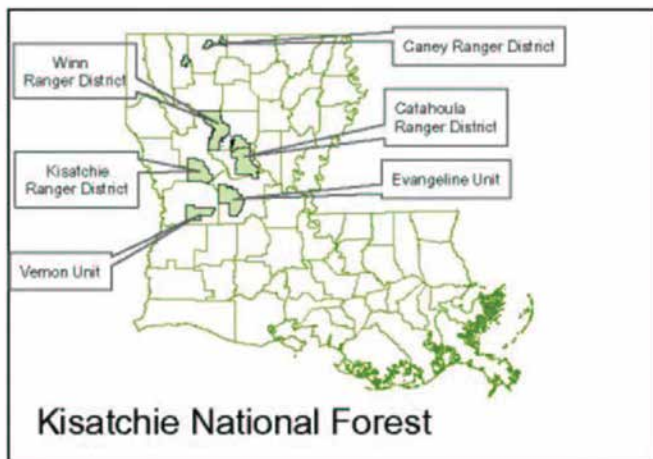 Winn
Ranger District
Caney Ranger District
Catahoula
Ranger District
Kisatchie
Ranger District
Evangeline Unit
Vernon Unit
Kisatchie National Forest